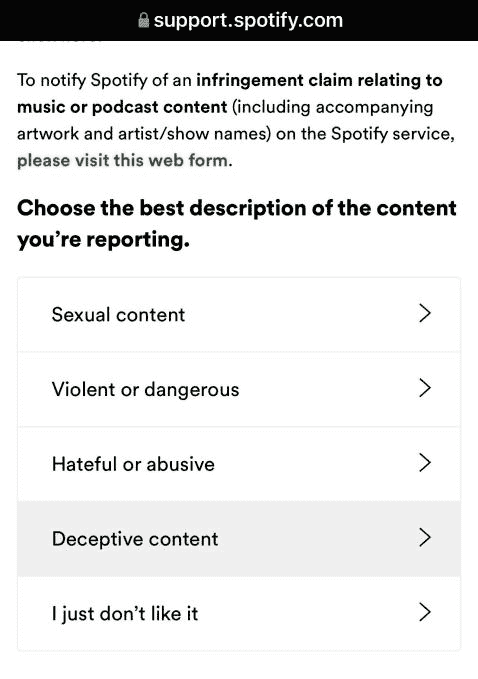 support.spotify.com
To notify Spotify of an infringement claim relating to
music or podcast content (including accompanying
artwork and artist/show names) on the Spotify service,
please visit this web form.
Choose the best description of the content
you’re reporting.
Sexual content
Violent or dangerous
Hateful or abusive
Deceptive content
I just don’t like it